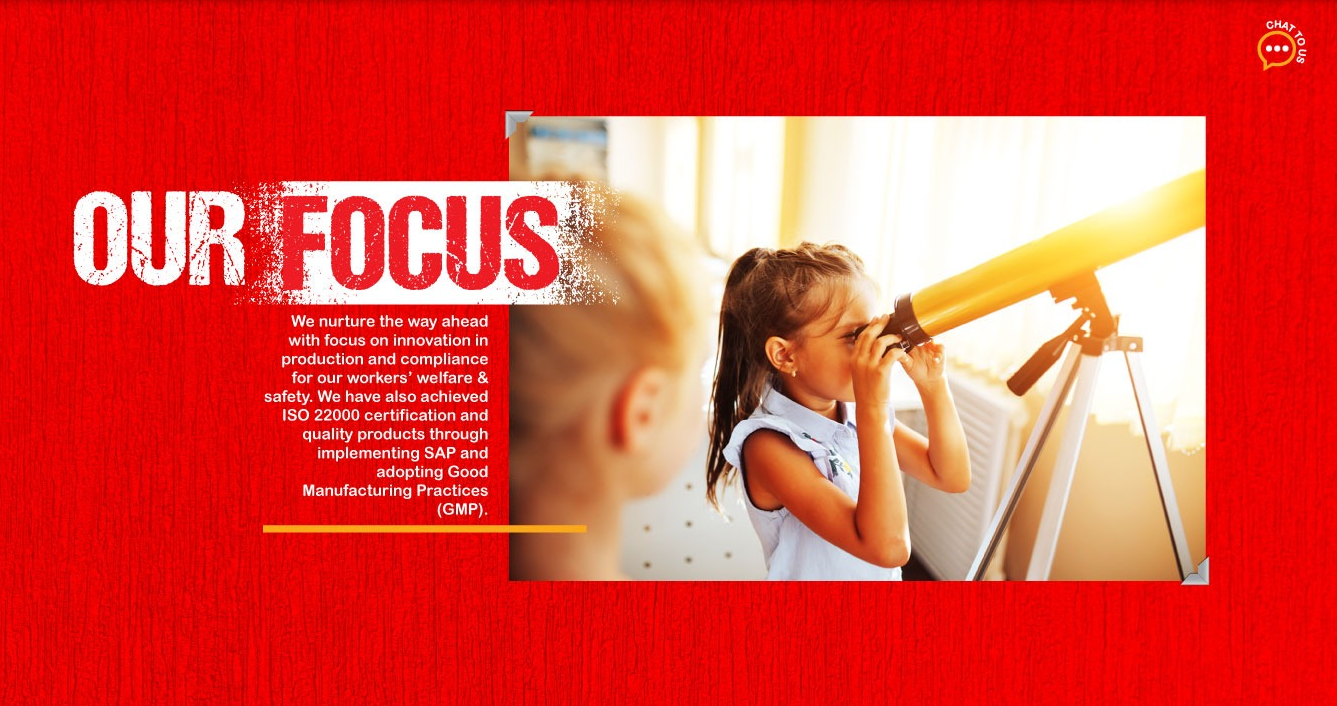 CHAT TO US
OUR FOCUS
We nurture the way ahead
with focus on innovation in
production and compliance
for our workers’ welfare &
safety. We have also achieved
ISO 22000 certification and
quality products through
implementing SAP and
adopting Good
Manufacturing Practices
(GMP).